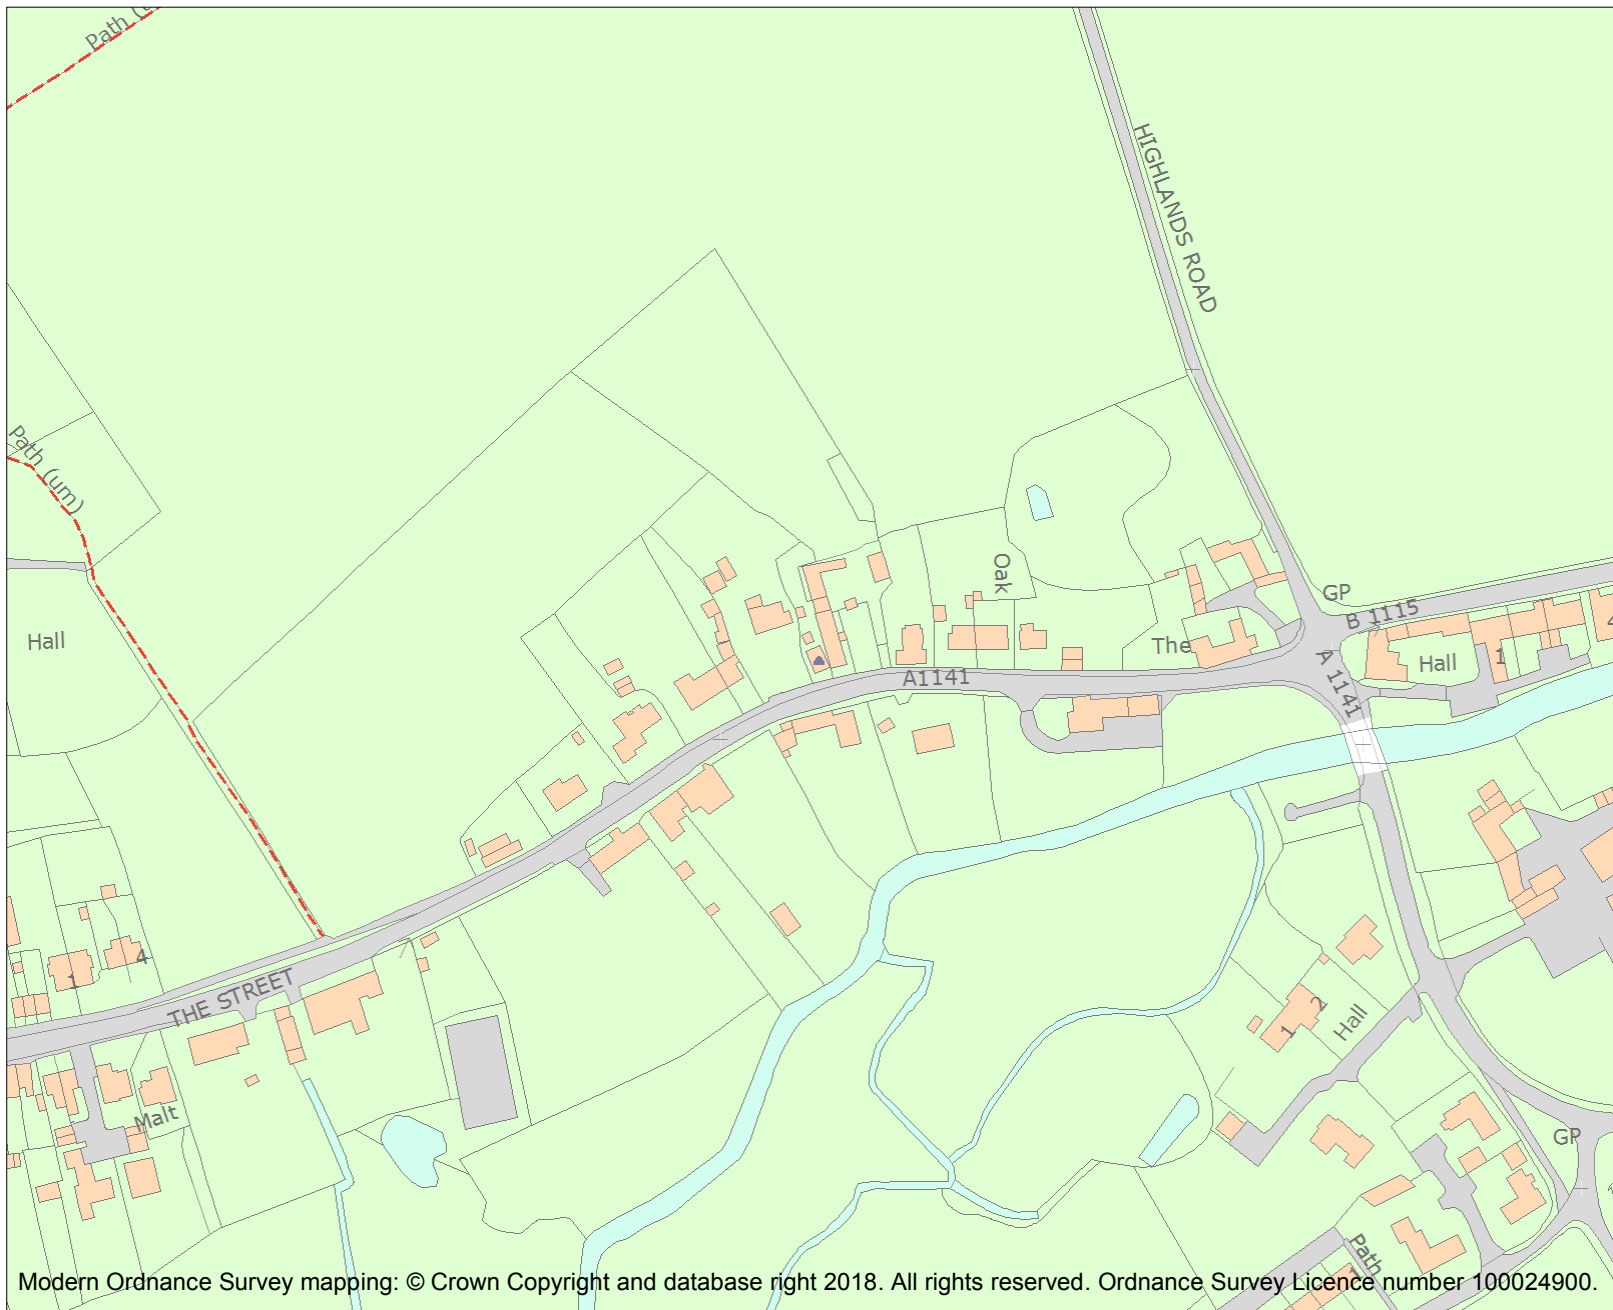 Path (u
HIGHLANDS ROAD
Path (um)
Oak
GP
B 1115
4
Hall
The
Hall
1
A1141
A 1141
4
1
THE STREET
2
1
Hall
Malt
GP
Path
Modern Ordnance Survey mapping: © Crown Copyright and database right 2018. All rights reserved. Ordnance Survey Licence number 100024900.